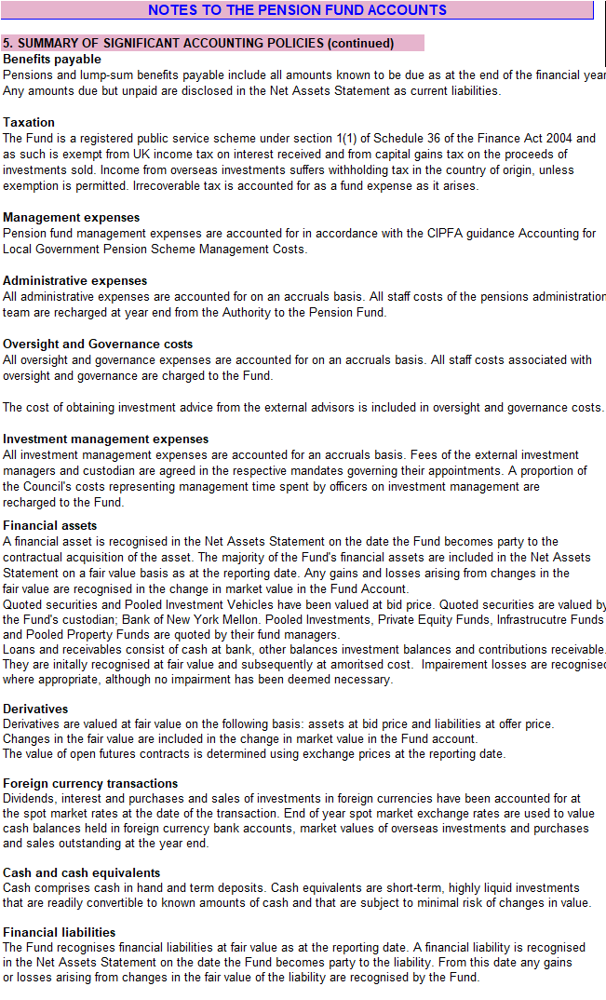 NOTES TO THE PENSION FUND ACCOUNTS
5. SUMMARY OF SIGNIFICANT ACCOUNTING POLICIES (continued)
Benefits payable
Pensions and lump-sum benefits payable include all amounts known to be due as at the end of the financial year
Any amounts due but unpaid are disclosed in the Net Assets Statement as current liabilities.
Taxation
The Fund is a registered public service scheme under section 1(1) of Schedule 36 of the Finance Act 2004 and
as such is exempt from UK income tax on interest received and from capital gains tax on the proceeds of
investments sold. Income from overseas investments suffers withholding tax in the country of origin, unless
exemption is permitted. Irrecoverable tax is accounted for as a fund expense as it arises.
Management expenses
Pension fund management expenses are accounted for in accordance with the CIPFA guidance Accounting for
Local Government Pension Scheme Management Costs.
Administrative expenses
All administrative expenses are accounted for on an accruals basis. All staff costs of the pensions administration
team are recharged at year end from the Authority to the Pension Fund.
Oversight and Governance costs
All oversight and governance expenses are accounted for on an accruals basis. All staff costs associated with
oversight and governance are charged to the Fund.
The cost of obtaining investment advice from the external advisors is included in oversight and governance costs.
Investment management expenses
All investment management expenses are accounted for an accruals basis. Fees of the external investment
managers and custodian are agreed in the respective mandates governing their appointments. A proportion of
the Council's costs representing management time spent by officers on investment management are
recharged to the Fund.
Financial assets
A financial asset is recognised in the Net Assets Statement on the date the Fund becomes party to the
contractual acquisition of the asset. The majority of the Fund's financial assets are included in the Net Assets
Statement on a fair value basis as at the reporting date. Any gains and losses arising from changes in the
fair value are recognised in the change in market value in the Fund Account.
Quoted securities and Pooled Investment Vehicles have been valued at bid price. Quoted securities are valued by
the Fund's custodian; Bank of New York Mellon. Pooled Investments, Private Equity Funds, Infrastrucutre Funds
and Pooled Property Funds are quoted by their fund managers.
Loans and receivables consist of cash at bank, other balances investment balances and contributions receivable.
They are initally recognised at fair value and subsequently at amoritsed cost.  Impairement losses are recognised
where appropriate, although no impairment has been deemed necessary.
Derivatives
Derivatives are valued at fair value on the following basis: assets at bid price and liabilities at offer price.
Changes in the fair value are included in the change in market value in the Fund account.
The value of open futures contracts is determined using exchange prices at the reporting date.
Foreign currency transactions
Dividends, interest and purchases and sales of investments in foreign currencies have been accounted for at
the spot market rates at the date of the transaction. End of year spot market exchange rates are used to value
cash balances held in foreign currency bank accounts, market values of overseas investments and purchases
and sales outstanding at the year end.
Cash and cash equivalents
Cash comprises cash in hand and term deposits. Cash equivalents are short-term, highly liquid investments
that are readily convertible to known amounts of cash and that are subject to minimal risk of changes in value.
Financial liabilities
The Fund recognises financial liabilities at fair value as at the reporting date. A financial liability is recognised
in the Net Assets Statement on the date the Fund becomes party to the liability. From this date any gains
or losses arising from changes in the fair value of the liability are recognised by the Fund.